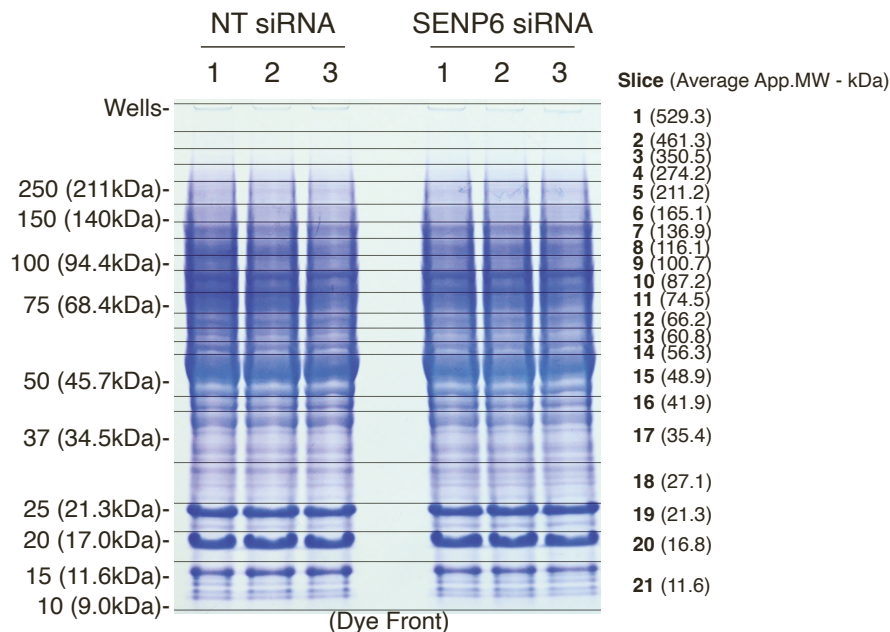 NT siRNA SENP6 siRNA
1 2 3 1 2 3
Slice (Average App.MW - kDa)
Wells-
1 (529.3)
2 (461.3)
3 (350.5)
4 (274.2)
250 (211kDa)-
5 (211.2)
150 (140kDa)-
6 (165.1)
7 (136.9)
8 (116.1)
100 (94.4kDa)-
9 (100.7)
10 (87.2)
75 (68.4kDa)-
11 (74.5)
12 (66.2)
13 (60.8)
14 (56.3)
50 (45.7kDa)-
15 (48.9)
16 (41.9)
37 (34.5kDa)-
17 (35.4)
18 (27.1)
25 (21.3kDa)-
19 (21.3)
20 (17.0kDa)-
20 (16.8)
15 (11.6kDa)-
21 (11.6)
10 (9.0kDa)-
(Dye Front)